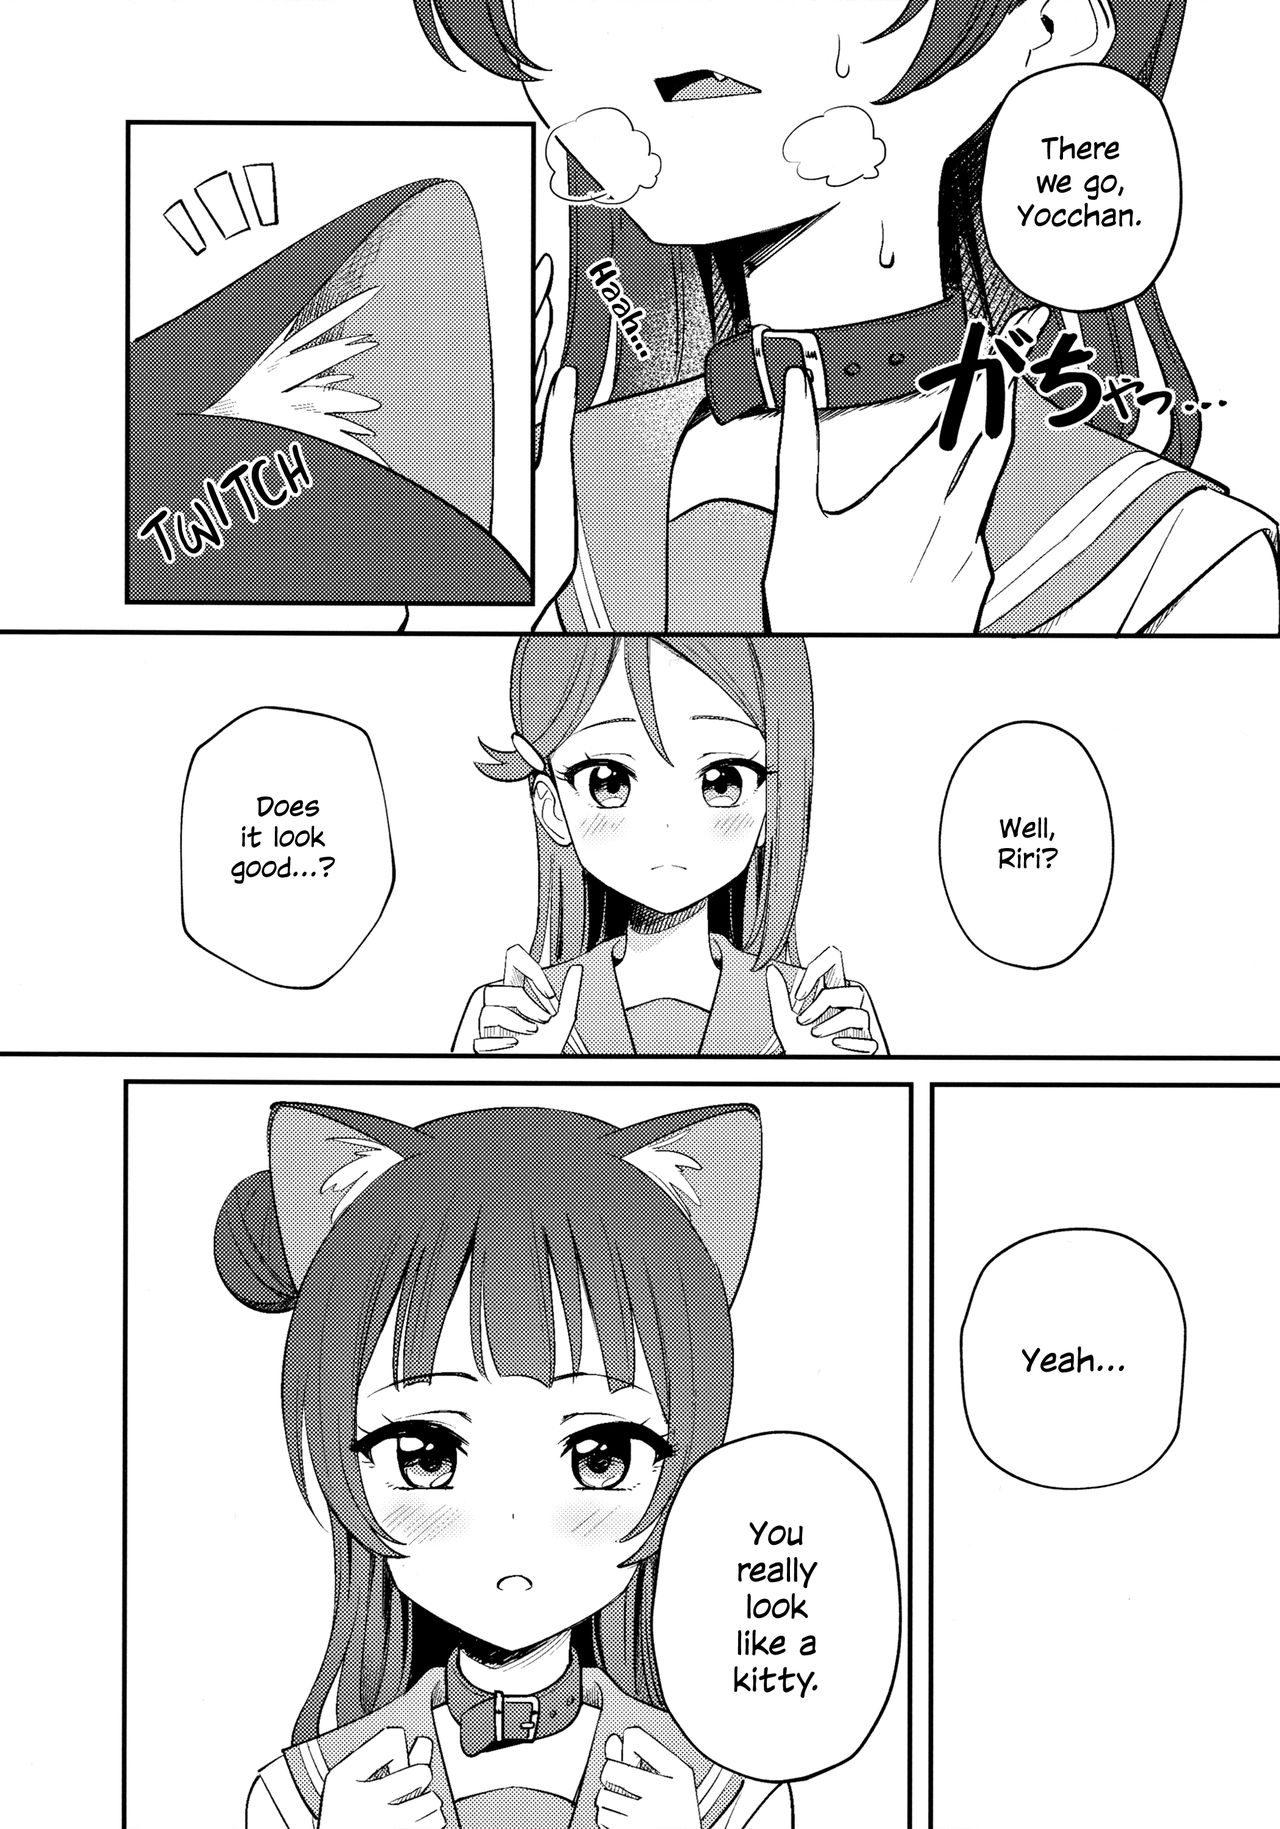 There
we go,
Yocchan.
がちゃっ...
Haah...
TWITCH
Well,
Riri?
Does
it look
good...?
Yeah...
You
really
look
like a
kitty.